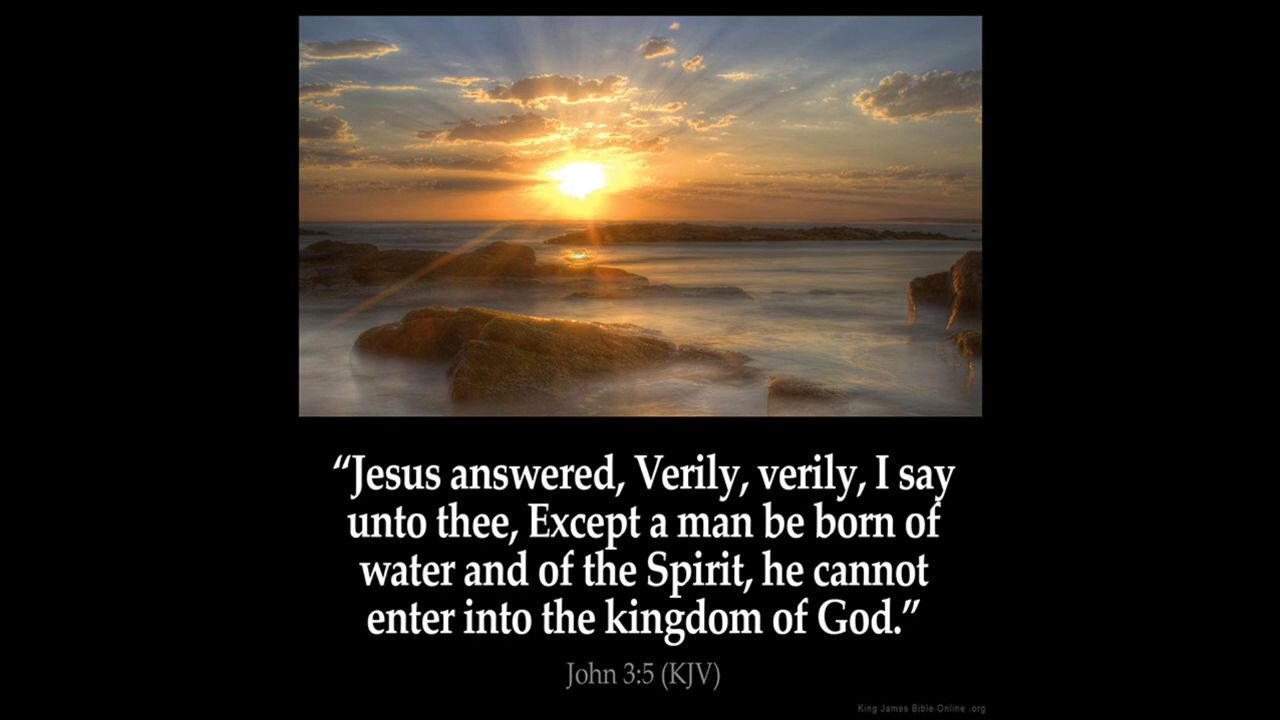 “Jesus answered, Verily, verily, I say
unto thee, Except a man be born of
water and of the Spirit, he cannot
enter into the kingdom of God.”
John 3:5 (KJV)
King James Bible Online .org